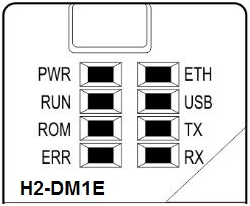 PWR ETH
RUN USB
ROM TX
ERR RX
H2-DM1E